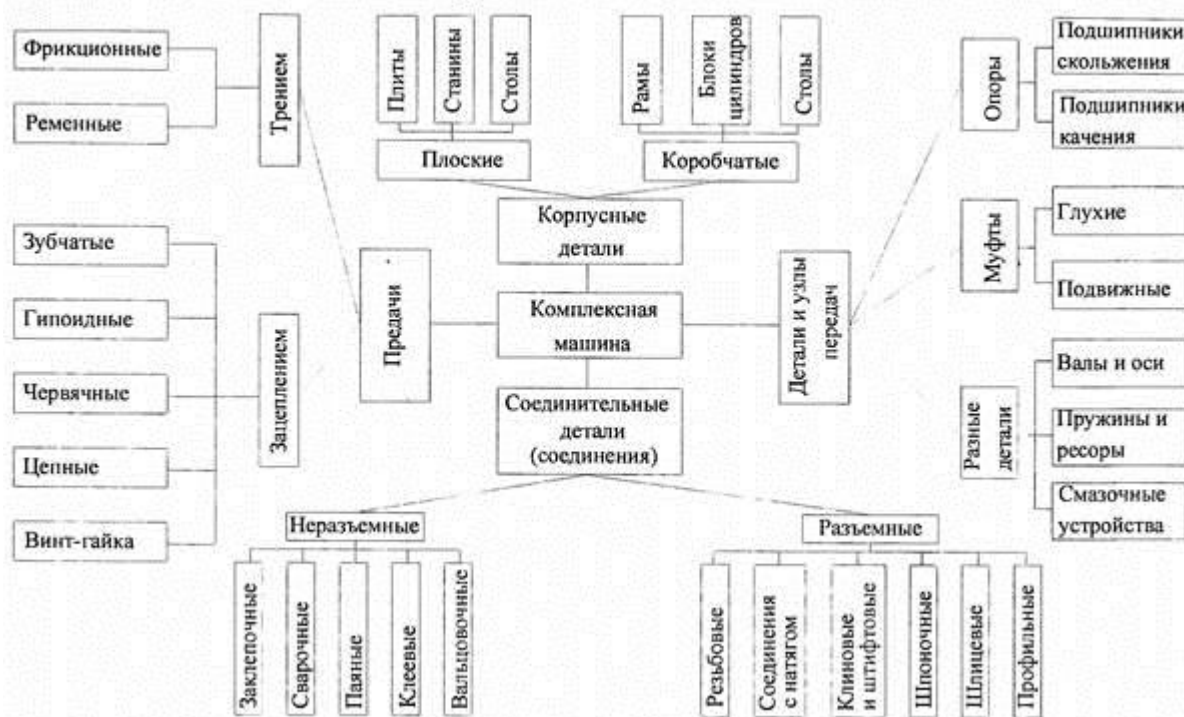 Фрикционные
Ременные
Трением
Плиты
Станины
Столы
Плоские
Рамы
Блоки
цилиндров
Столы
Коробчатые
Опоры
Подшипники
скольжения
Подшипники
качения
Корпусные
детали
Муфты
Глухие
Подвижные
Зубчатые
Гипоидные
Червячные
Цепные
Винт-гайка
Зацеплением
Предачи
Комплексная
машина
Детали и узлы
передач
Соединительные
детали
(соединения)
Разные
детали
Валы и оси
Пружины и
ресоры
Смазочные
устройства
Неразъемные
Заклепочные
Сварочные
Паяные
Клеевые
Вальцовочные
Разъемные
Резьбовые
Соединения
с натягом
Клиновые
и штифтовые
Шпоночные
Шлицевые
Профильные